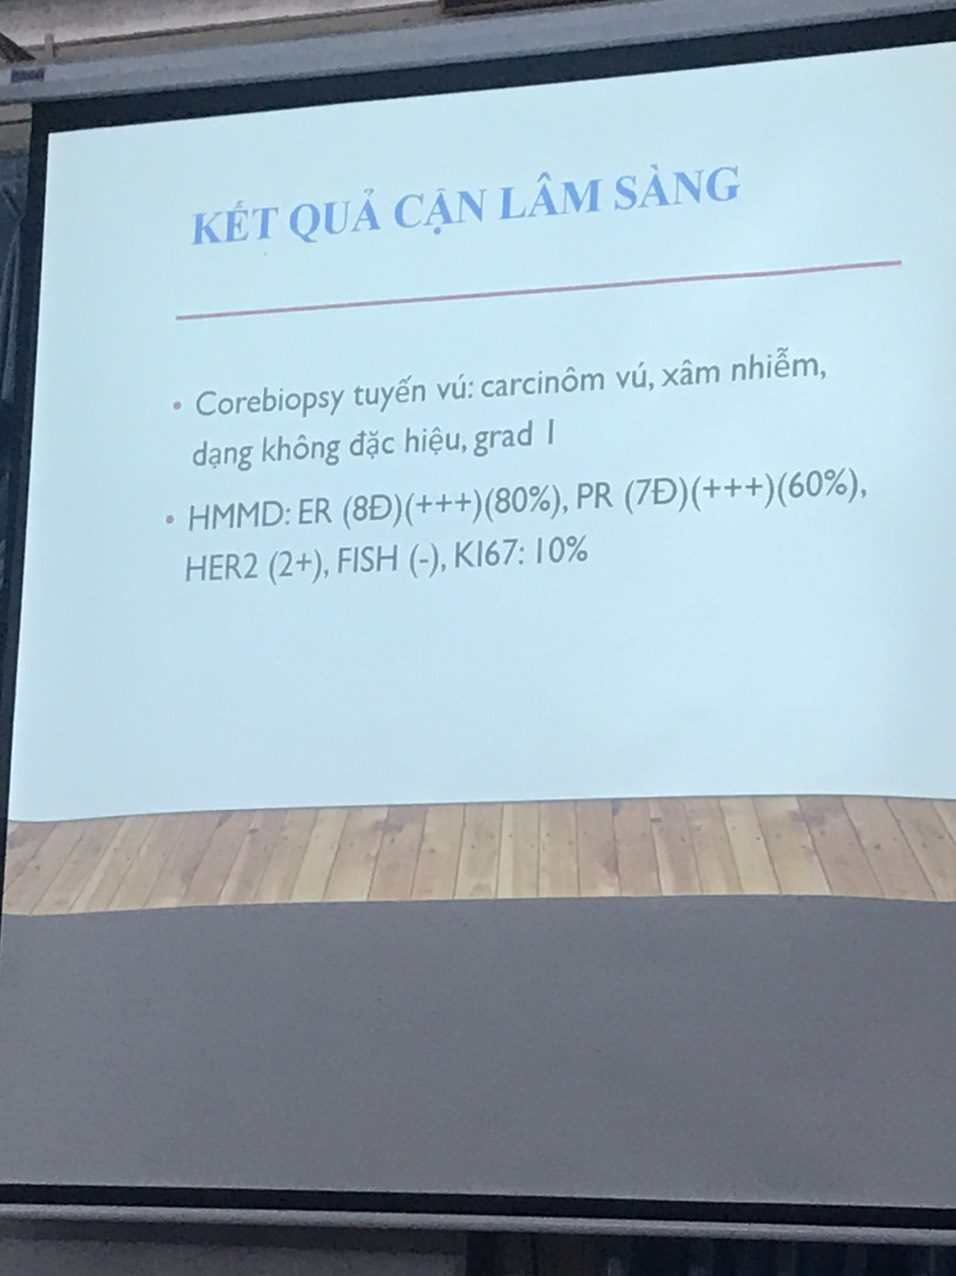 KẾT QUẢ CẬN LÂM SÀNG
• Corebiopsy tuyến vú: carcinôm vú, xâm nhiễm,
dạng không đặc hiệu, grad 1
• HMMD: ER (8Đ)(+++)(80%), PR (7Đ)(+++)(60%),
HER2 (2+), FISH (-), KI67: 10%